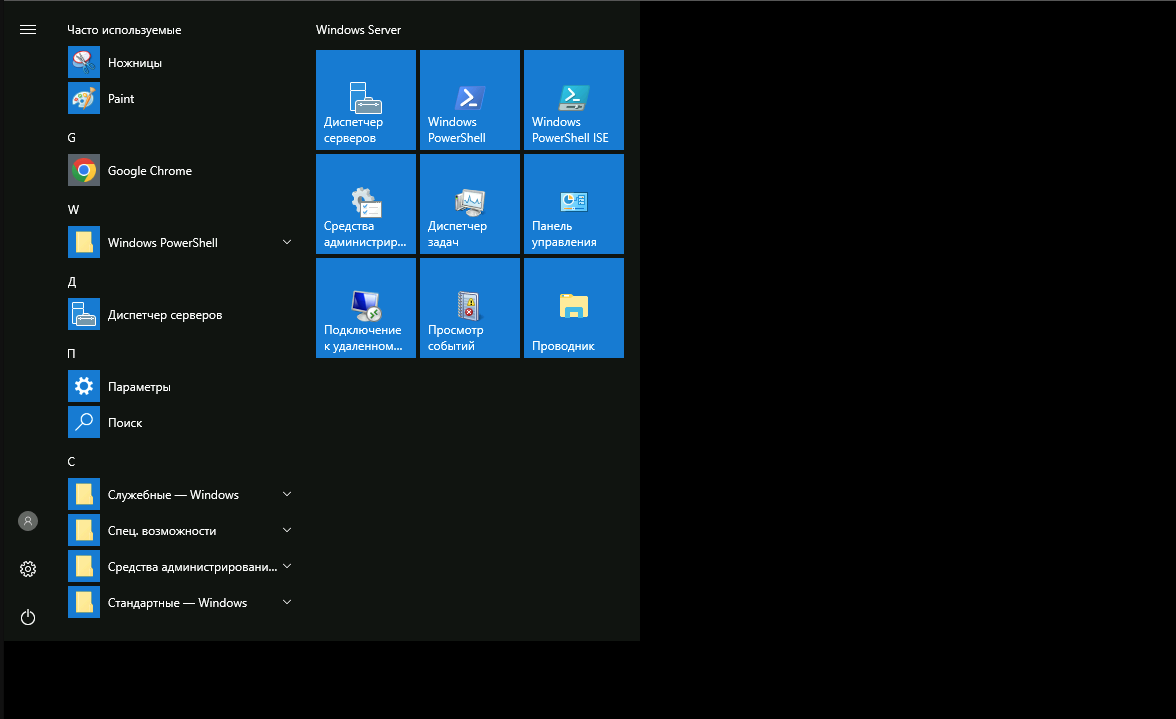 Часто используемые
Ножницы
Paint
G
Google Chrome
W
Windows PowerShell
Д
Диспетчер серверов
П
Параметры
Поиск
С
Служебные — Windows
Спец. возможности
Средства администрировани...
Стандартные — Windows
Windows Server
Диспетчер
серверов
Windows
PowerShell
Windows
PowerShell ISE
Средства
администрир...
Диспетчер
задач
Панель
управления
Подключение
к удаленном...
Просмотр
событий
Проводник